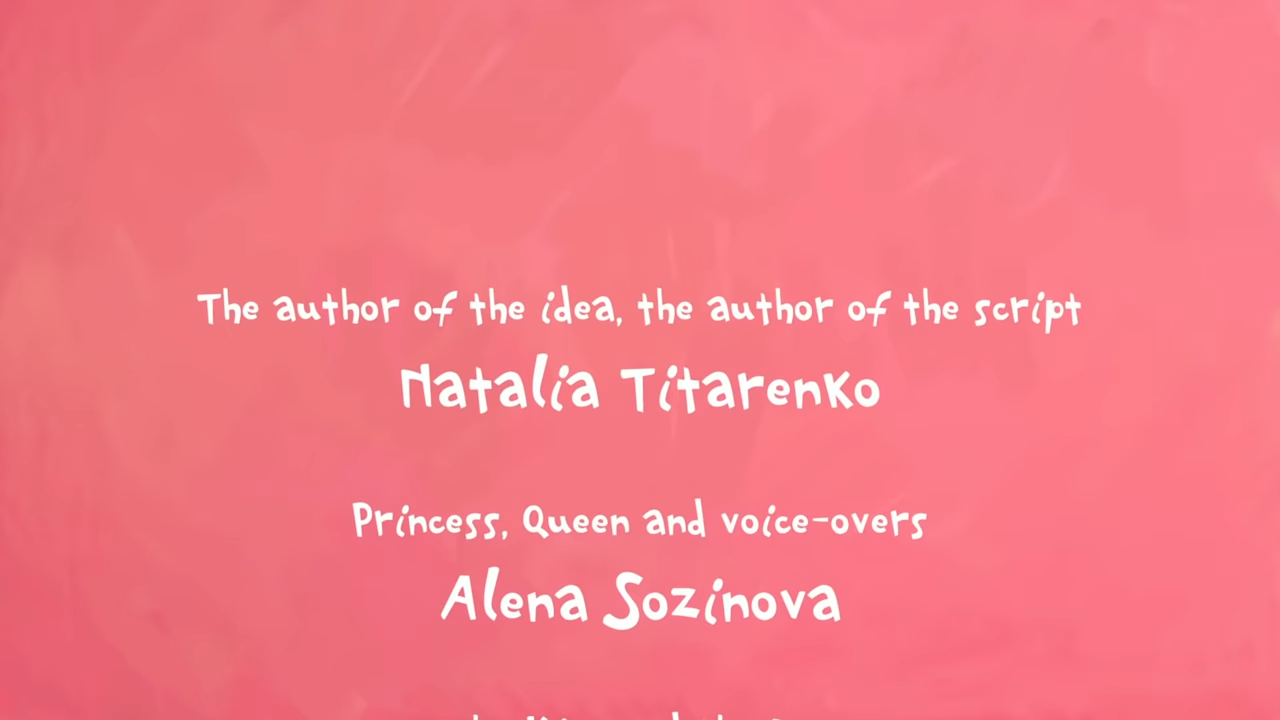 The author of the idea, the author of the script
Natalia Titarenko
Princess, Queen and voice-overs
Alena Sozinova